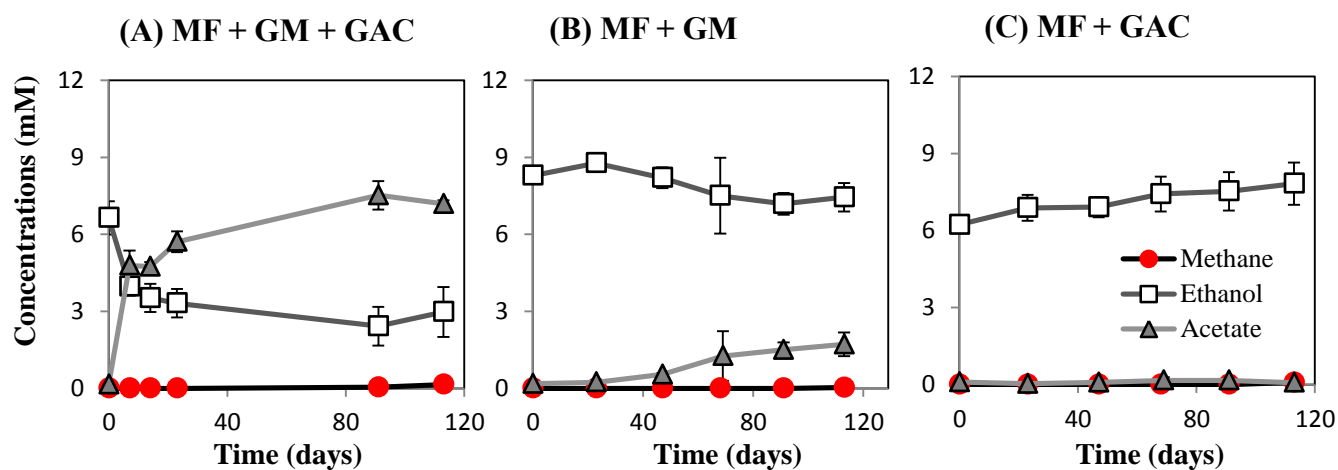 (A) MF + GM + GAC
(B) MF + GM
(C) MF + GAC
Concentrations (mM)
12
9
6
3
0
0
40
80
120
Time (days)
12
9
6
3
0
0
40
80
120
Time (days)
12
9
6
3
0
0
40
80
120
Time (days)
Methane
Ethanol
Acetate